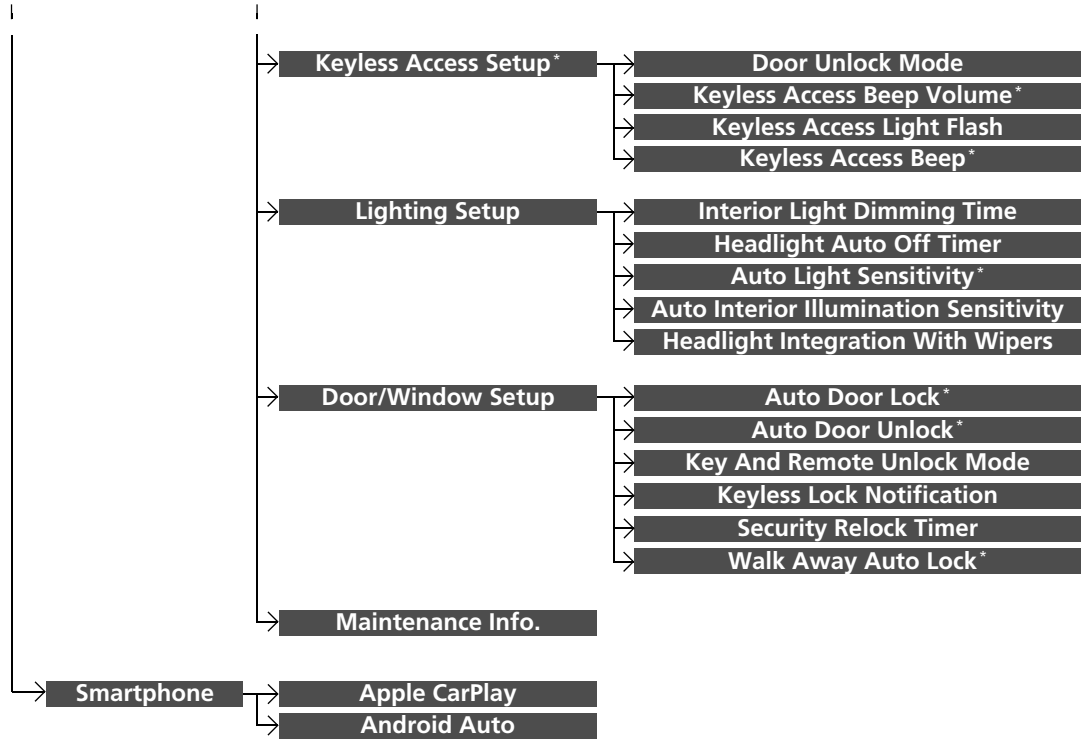 Keyless Access Setup*
Door Unlock Mode
Keyless Access Beep Volume*
Keyless Access Light Flash
Keyless Access Beep*
Lighting Setup
Interior Light Dimming Time
Headlight Auto Off Timer
Auto Light Sensitivity*
Auto Interior Illumination Sensitivity
Headlight Integration With Wipers
Door/Window Setup
Auto Door Lock*
Auto Door Unlock*
Key And Remote Unlock Mode
Keyless Lock Notification
Security Relock Timer
Walk Away Auto Lock*
Maintenance Info.
Smartphone
Apple CarPlay
Android Auto